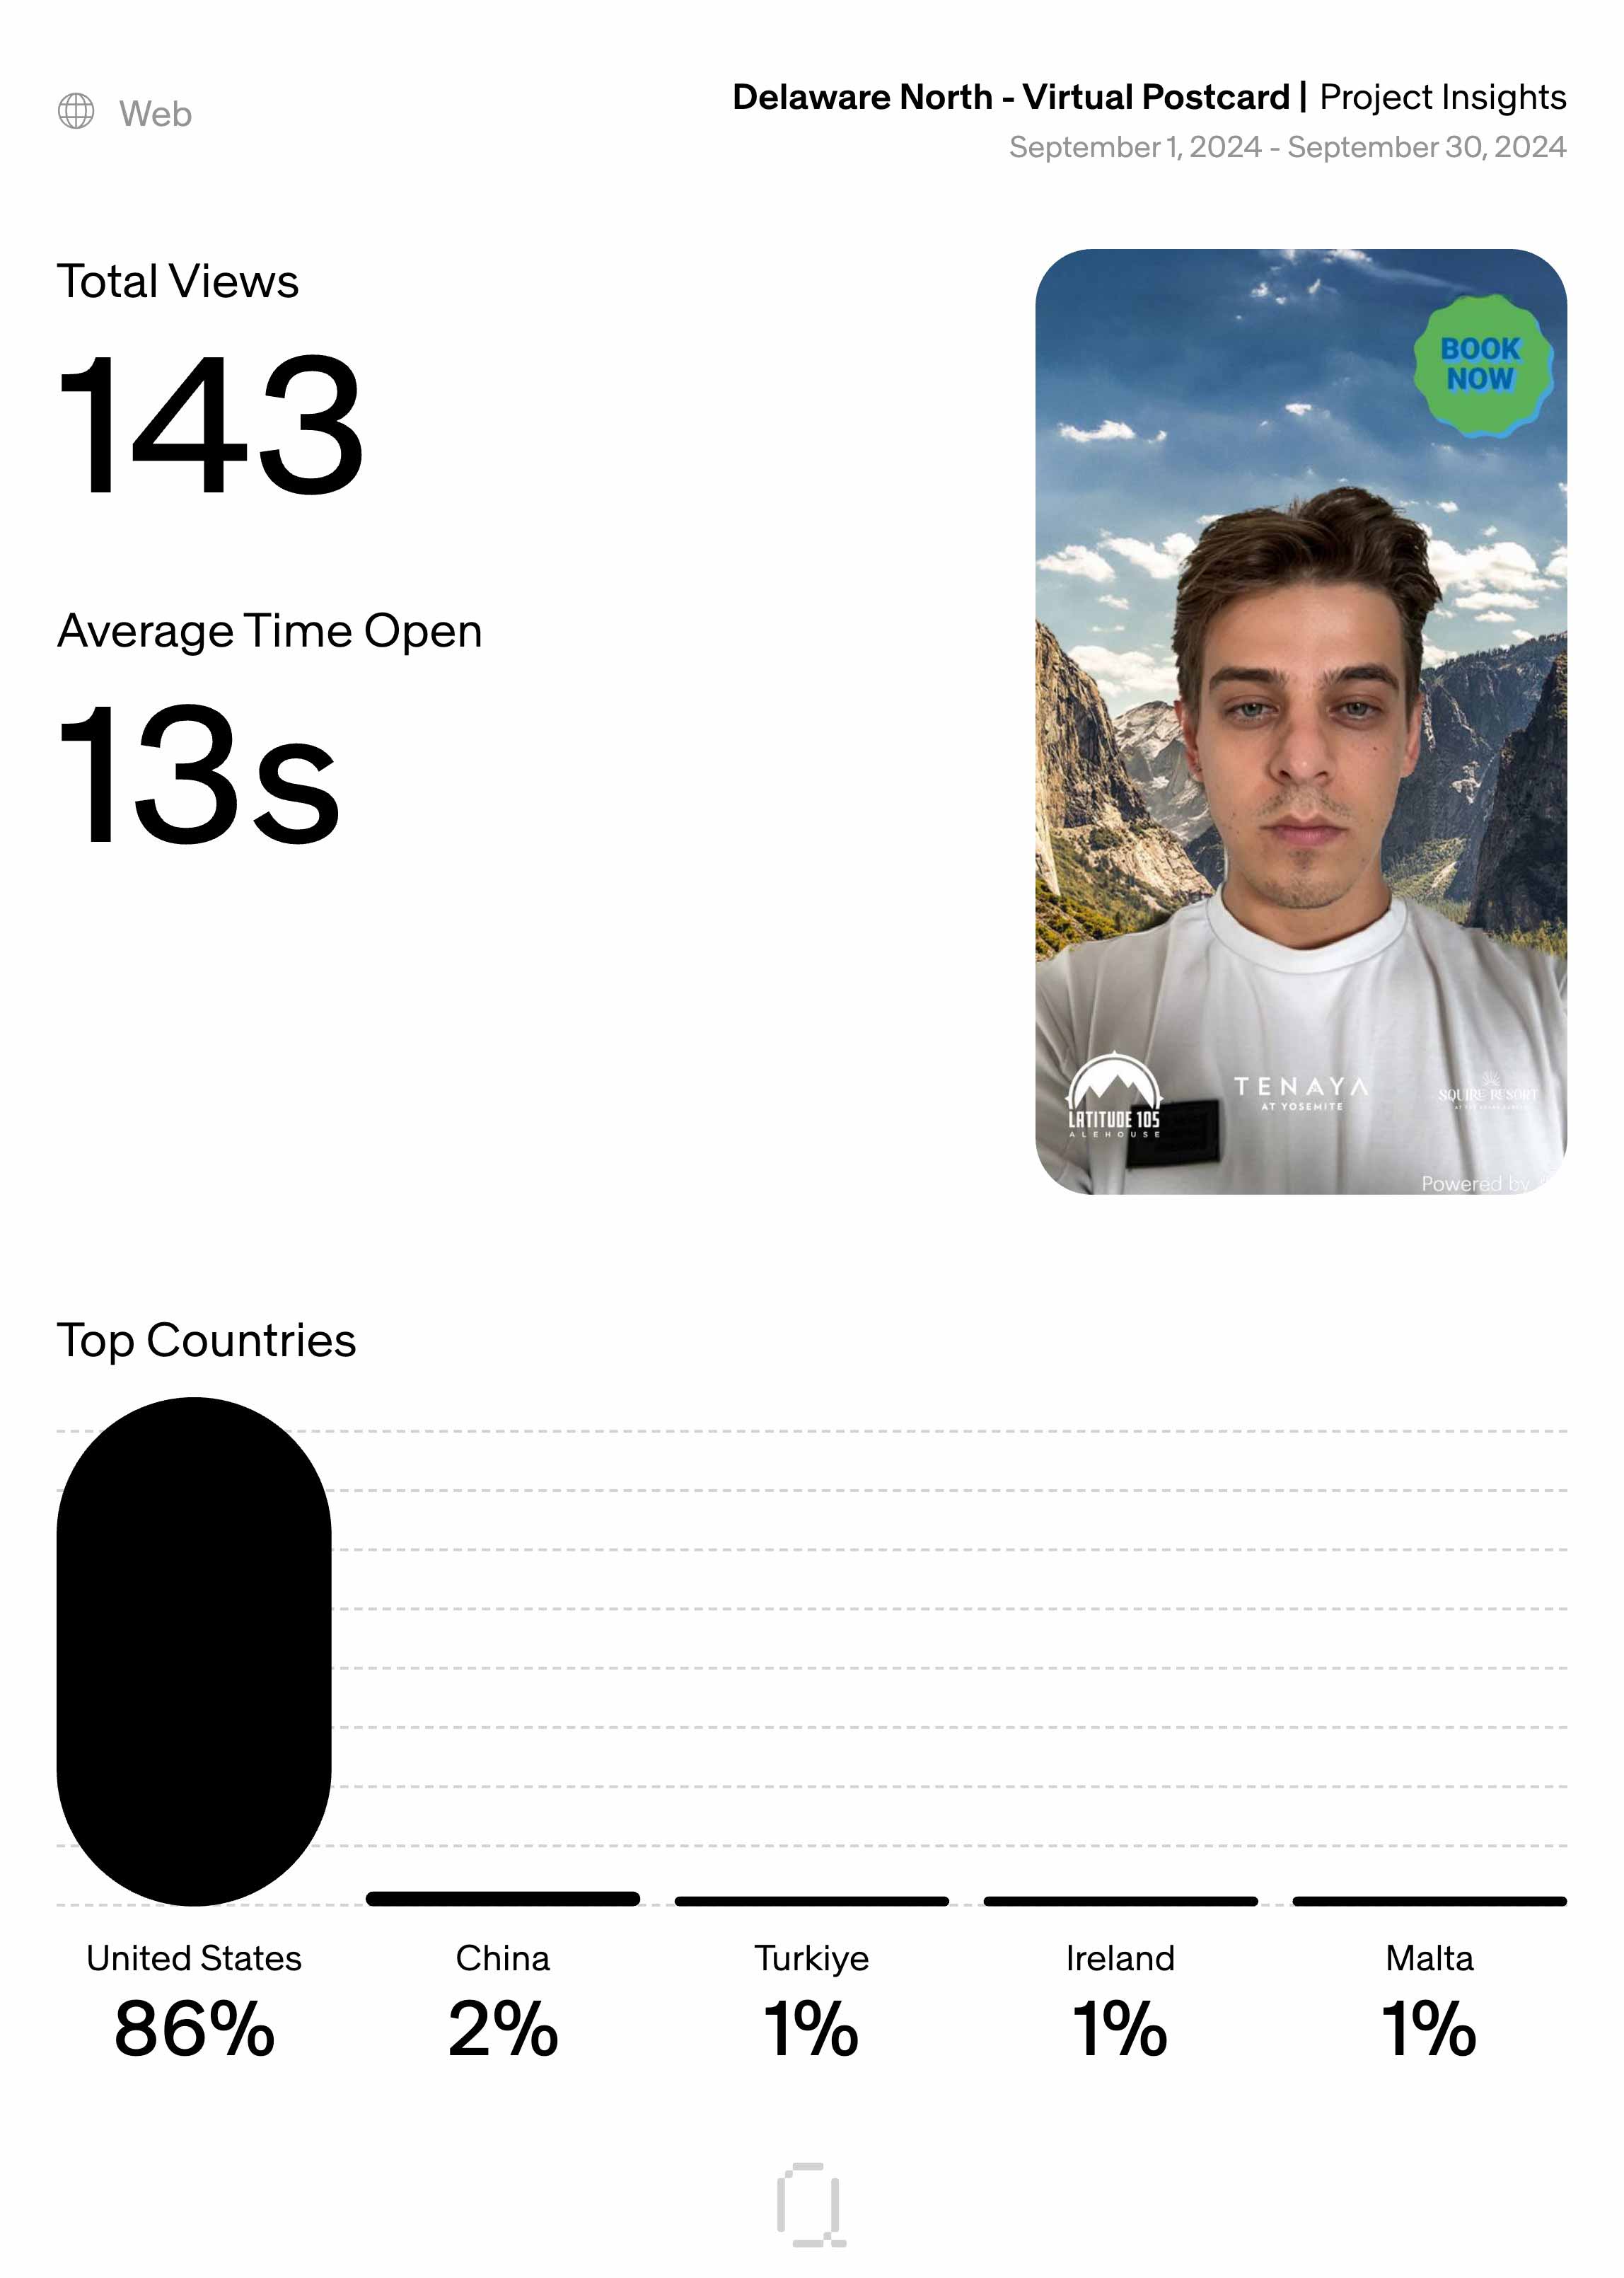 Web
Delaware North - Virtual Postcard | Project Insights
September 1, 2024 - September 30, 2024
Total Views
143
Average Time Open
13s
BOOK
NOW
LATITUDE 105
ALEHOUSE
TENAYA
AT YOSEMITE
SQUIRE RESORT
Powered by
Top Countries
United States
86%
China
2%
Turkiye
1%
Ireland
1%
Malta
1%